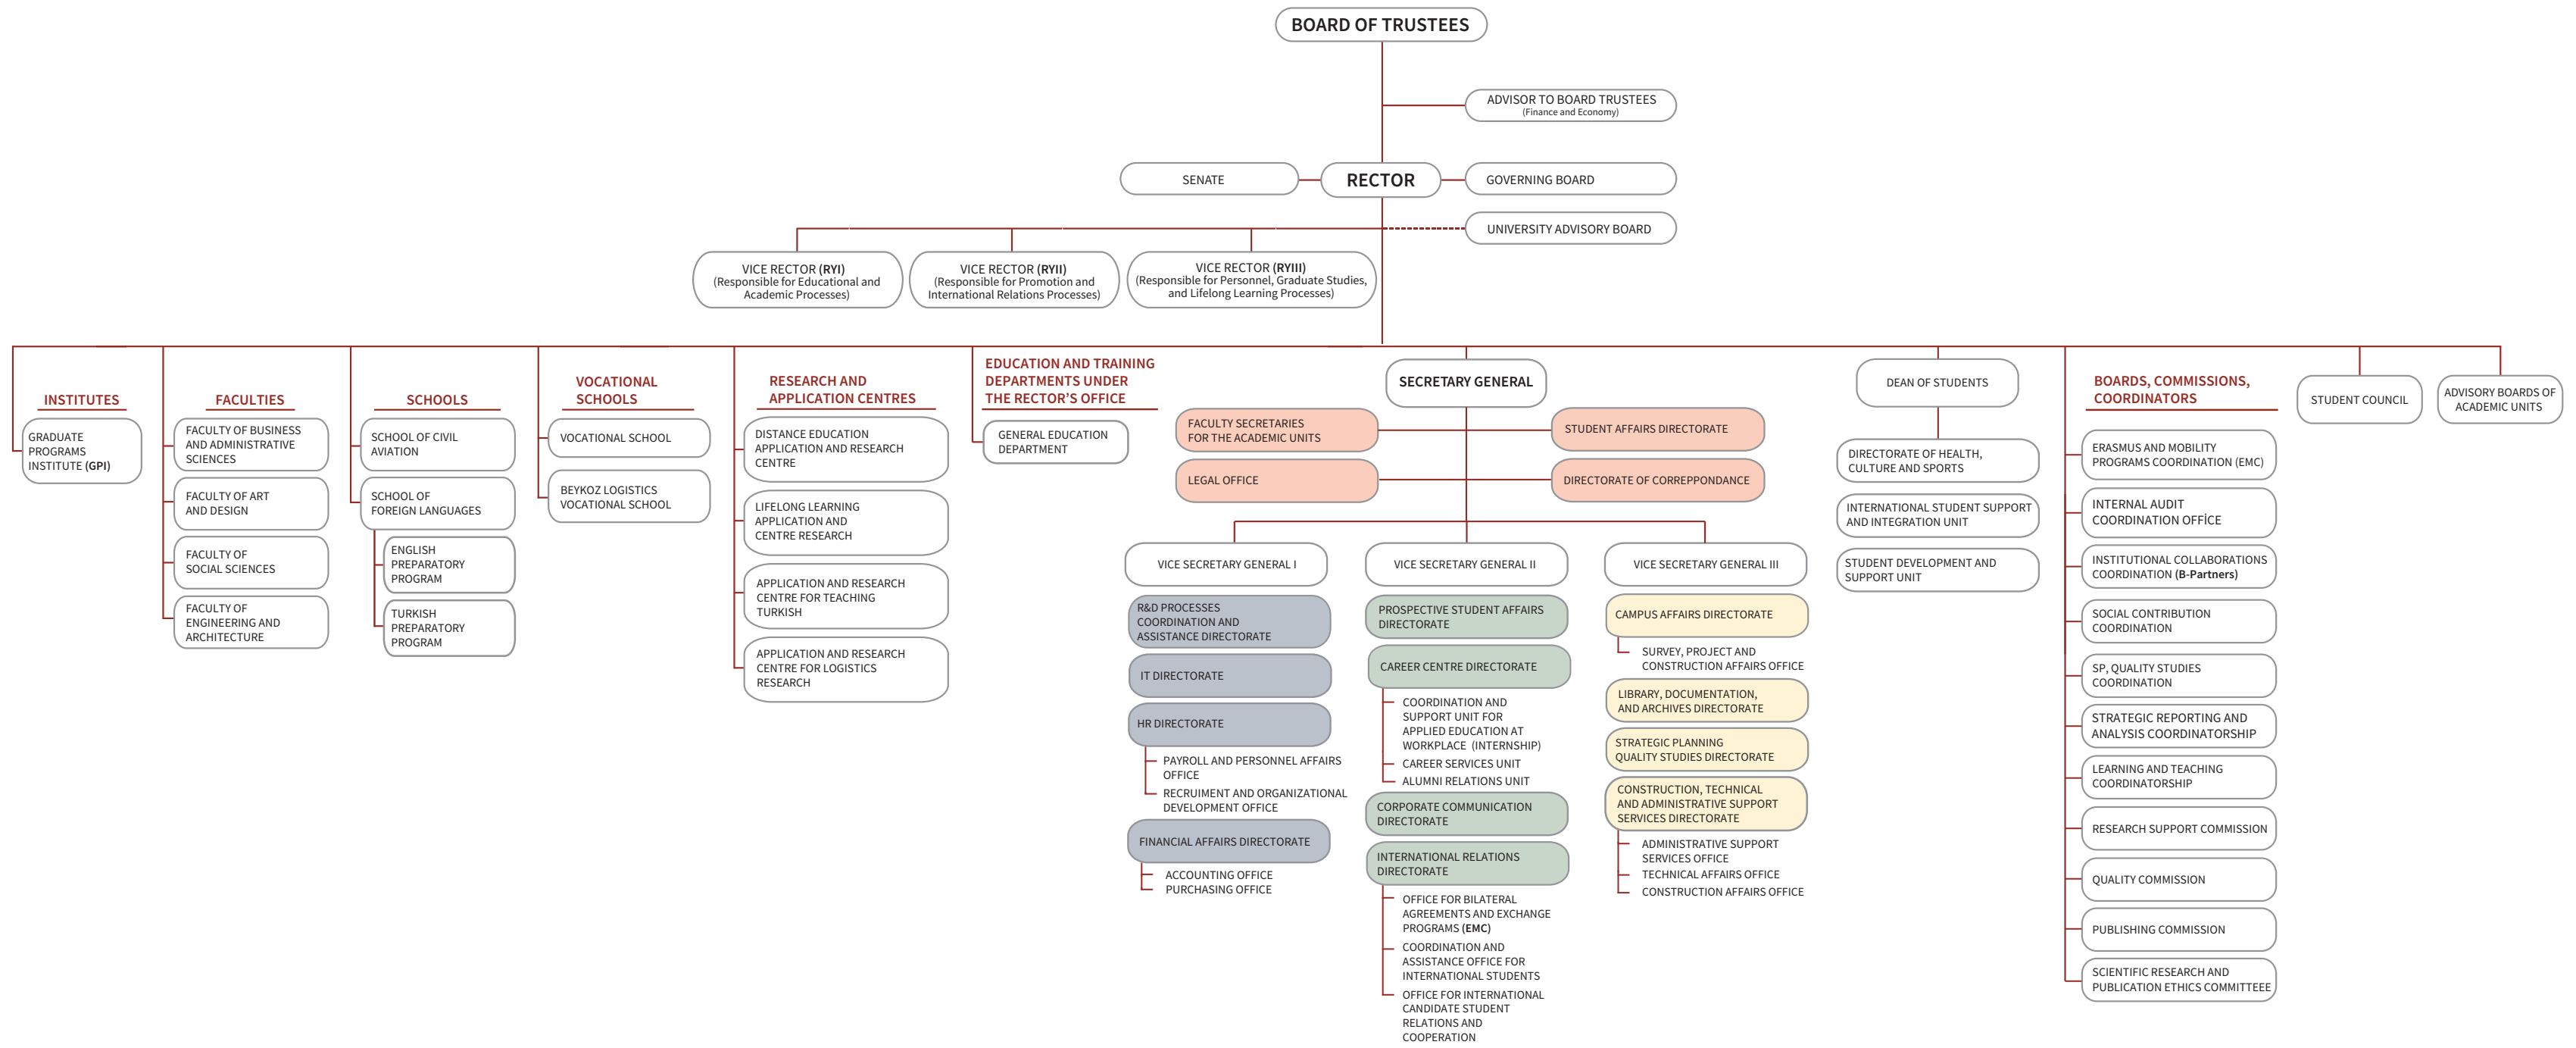 BOARD OF TRUSTEES
ADVISOR TO BOARD TRUSTEES
(Finance and Economy)
SENATE
RECTOR
GOVERNING BOARD
UNIVERSITY ADVISORY BOARD
VICE RECTOR (RYI)
(Responsible for Educational and
Academic Processes)
VICE RECTOR (RYII)
(Responsible for Promotion and
International Relations Processes)
VICE RECTOR (RYIII)
(Responsible for Personnel, Graduate Studies,
and Lifelong Learning Processes)
INSTITUTES
GRADUATE
PROGRAMS
INSTITUTE (GPI)
FACULTIES
FACULTY OF BUSINESS
AND ADMINISTRATIVE
SCIENCES
FACULTY OF ART
AND DESIGN
FACULTY OF
SOCIAL SCIENCES
FACULTY OF
ENGINEERING AND
ARCHITECTURE
SCHOOLS
SCHOOL OF CIVIL
AVIATION
SCHOOL OF
FOREIGN LANGUAGES
ENGLISH
PREPARATORY
PROGRAM
TURKISH
PREPARATORY
PROGRAM
VOCATIONAL
SCHOOLS
VOCATIONAL SCHOOL
BEYKOZ LOGISTICS
VOCATIONAL SCHOOL
RESEARCH AND
APPLICATION CENTRES
DISTANCE EDUCATION
APPLICATION AND RESEARCH
CENTRE
LIFELONG LEARNING
APPLICATION AND
CENTRE RESEARCH
APPLICATION AND RESEARCH
CENTRE FOR TEACHING
TURKISH
APPLICATION AND RESEARCH
CENTRE FOR LOGISTICS
RESEARCH
EDUCATION AND TRAINING
DEPARTMENTS UNDER
THE RECTOR'S OFFICE
GENERAL EDUCATION
DEPARTMENT
SECRETARY GENERAL
FACULTY SECRETARIES
FOR THE ACADEMIC UNITS
STUDENT AFFAIRS DIRECTORATE
LEGAL OFFICE
DIRECTORATE OF CORREPPONDANCE
VICE SECRETARY GENERAL I
R&D PROCESSES
COORDINATION AND
ASSISTANCE DIRECTORATE
IT DIRECTORATE
HR DIRECTORATE
PAYROLL AND PERSONNEL AFFAIRS
OFFICE
RECRUIMENT AND ORGANIZATIONAL
DEVELOPMENT OFFICE
FINANCIAL AFFAIRS DIRECTORATE
ACCOUNTING OFFICE
PURCHASING OFFICE
VICE SECRETARY GENERAL II
PROSPECTIVE STUDENT AFFAIRS
DIRECTORATE
CAREER CENTRE DIRECTORATE
COORDINATION AND
SUPPORT UNIT FOR
APPLIED EDUCATION AT
WORKPLACE (INTERNSHIP)
CAREER SERVICES UNIT
ALUMNI RELATIONS UNIT
CORPORATE COMMUNICATION
DIRECTORATE
INTERNATIONAL RELATIONS
DIRECTORATE
OFFICE FOR BILATERAL
AGREEMENTS AND EXCHANGE
PROGRAMS (EMC)
COORDINATION AND
ASSISTANCE OFFICE FOR
INTERNATIONAL STUDENTS
OFFICE FOR INTERNATIONAL
CANDIDATE STUDENT
RELATIONS AND
COOPERATION
VICE SECRETARY GENERAL III
CAMPUS AFFAIRS DIRECTORATE
SURVEY, PROJECT AND
CONSTRUCTION AFFAIRS OFFICE
LIBRARY, DOCUMENTATION,
AND ARCHIVES DIRECTORATE
STRATEGIC PLANNING
QUALITY STUDIES DIRECTORATE
CONSTRUCTION, TECHNICAL
AND ADMINISTRATIVE SUPPORT
SERVICES DIRECTORATE
ADMINISTRATIVE SUPPORT
SERVICES OFFICE
TECHNICAL AFFAIRS OFFICE
CONSTRUCTION AFFAIRS OFFICE
DEAN OF STUDENTS
DIRECTORATE OF HEALTH,
CULTURE AND SPORTS
INTERNATIONAL STUDENT SUPPORT
AND INTEGRATION UNIT
STUDENT DEVELOPMENT AND
SUPPORT UNIT
BOARDS, COMMISSIONS,
COORDINATORS
ERASMUS AND MOBILITY
PROGRAMS COORDINATION (EMC)
INTERNAL AUDIT
COORDINATION OFFİCE
INSTITUTIONAL COLLABORATIONS
COORDINATION (B-Partners)
SOCIAL CONTRIBUTION
COORDINATION
SP, QUALITY STUDIES
COORDINATION
STRATEGIC REPORTING AND
ANALYSIS COORDINATORSHIP
LEARNING AND TEACHING
COORDINATORSHIP
RESEARCH SUPPORT COMMISSION
QUALITY COMMISSION
PUBLISHING COMMISSION
SCIENTIFIC RESEARCH AND
PUBLICATION ETHICS COMMITTEEE
STUDENT COUNCIL
ADVISORY BOARDS OF
ACADEMIC UNITS